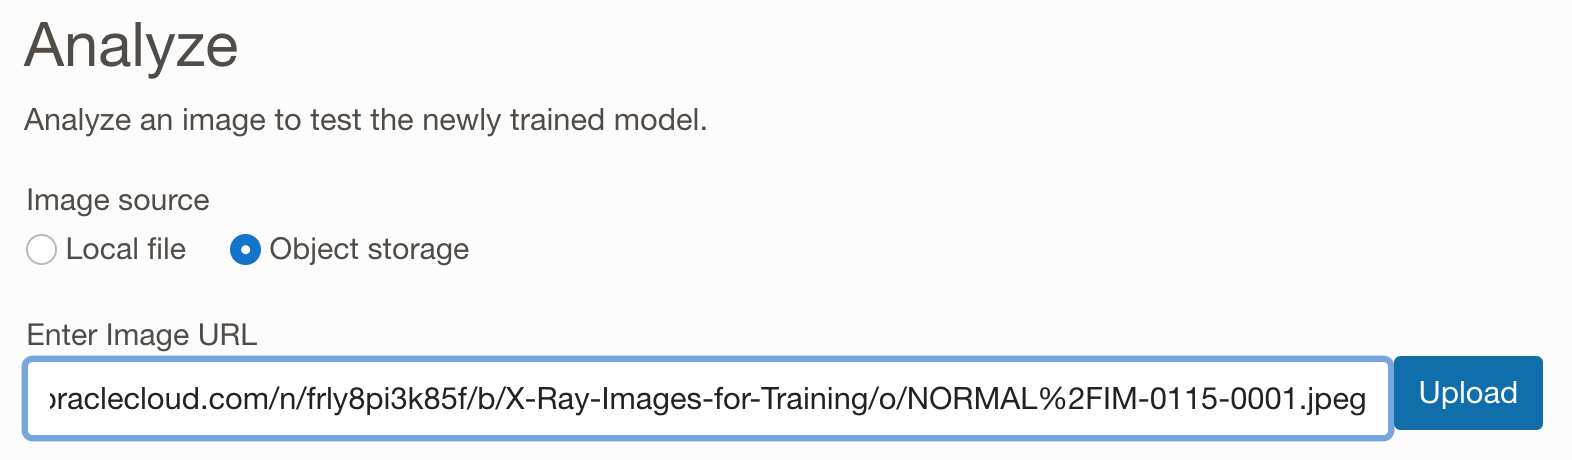 Analyze
Analyze an image to test the newly trained model.
Image source
Local file
Object storage
Enter Image URL
oraclecloud.com/n/frly8pi3k85f/b/X-Ray-Images-for-Training/o/NORMAL%2FIM-0115-0001.jpeg
Upload